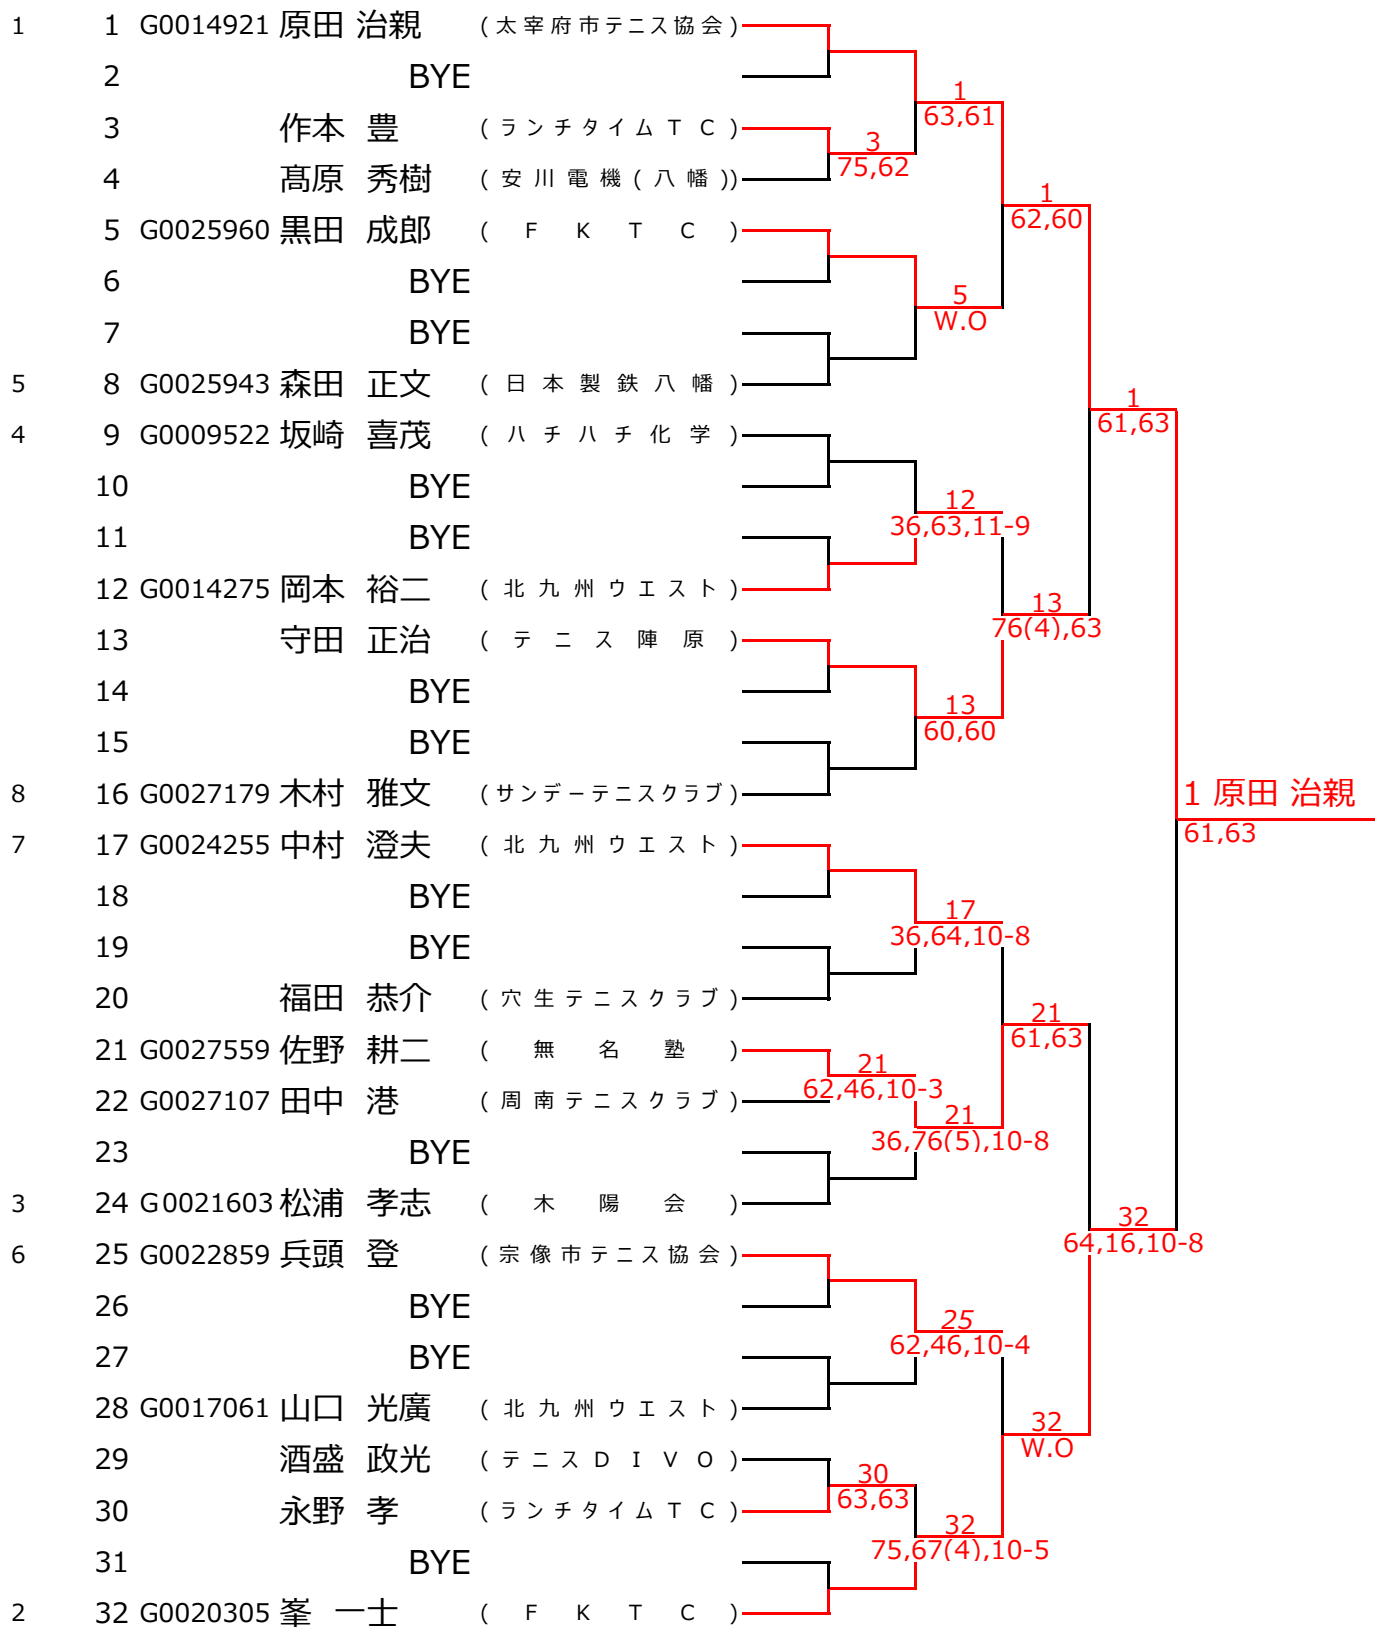 1 1 G0014921 原田 治親 (太宰府市テニス協会)
2 BYE
1
63,61
3 作本 豊 (ランチタイムTC)
3
75,62
4 髙原 秀樹 (安川電機(八幡))
1
62,60
5 G0025960 黒田 成郎 (FKTC)
6 BYE
5
W.O
7 BYE
5 8 G0025943 森田 正文 (日本製鉄八幡)
1
61,63
4 9 G0009522 坂崎 喜茂 (ハチハチ化学)
10 BYE
12
36,63,11-9
11 BYE
12 G0014275 岡本 裕二 (北九州ウエスト)
13
76(4),63
13 守田 正治 (テニス陣原)
14 BYE
13
60,60
15 BYE
8 16 G0027179 木村 雅文 (サンデーテニスクラブ)
1 原田 治親
61,63
7 17 G0024255 中村 澄夫 (北九州ウエスト)
18 BYE
17
36,64,10-8
19 BYE
20 福田 恭介 (穴生テニスクラブ)
21
61,63
21 G0027559 佐野 耕二 (無名塾)
21
62,46,10-3
22 G0027107 田中 港 (周南テニスクラブ)
21
36,76(5),10-8
23 BYE
3 24 G0021603 松浦 孝志 (木陽会)
32
64,16,10-8
6 25 G0022859 兵頭 登 (宗像市テニス協会)
26 BYE
25
62,46,10-4
27 BYE
28 G0017061 山口 光廣 (北九州ウエスト)
32
W.O
29 酒盛 政光 (テニスDIVO)
30
63,63
30 永野 孝 (ランチタイムTC)
32
75,67(4),10-5
31 BYE
2 32 G0020305 峯 一士 (FKTC)